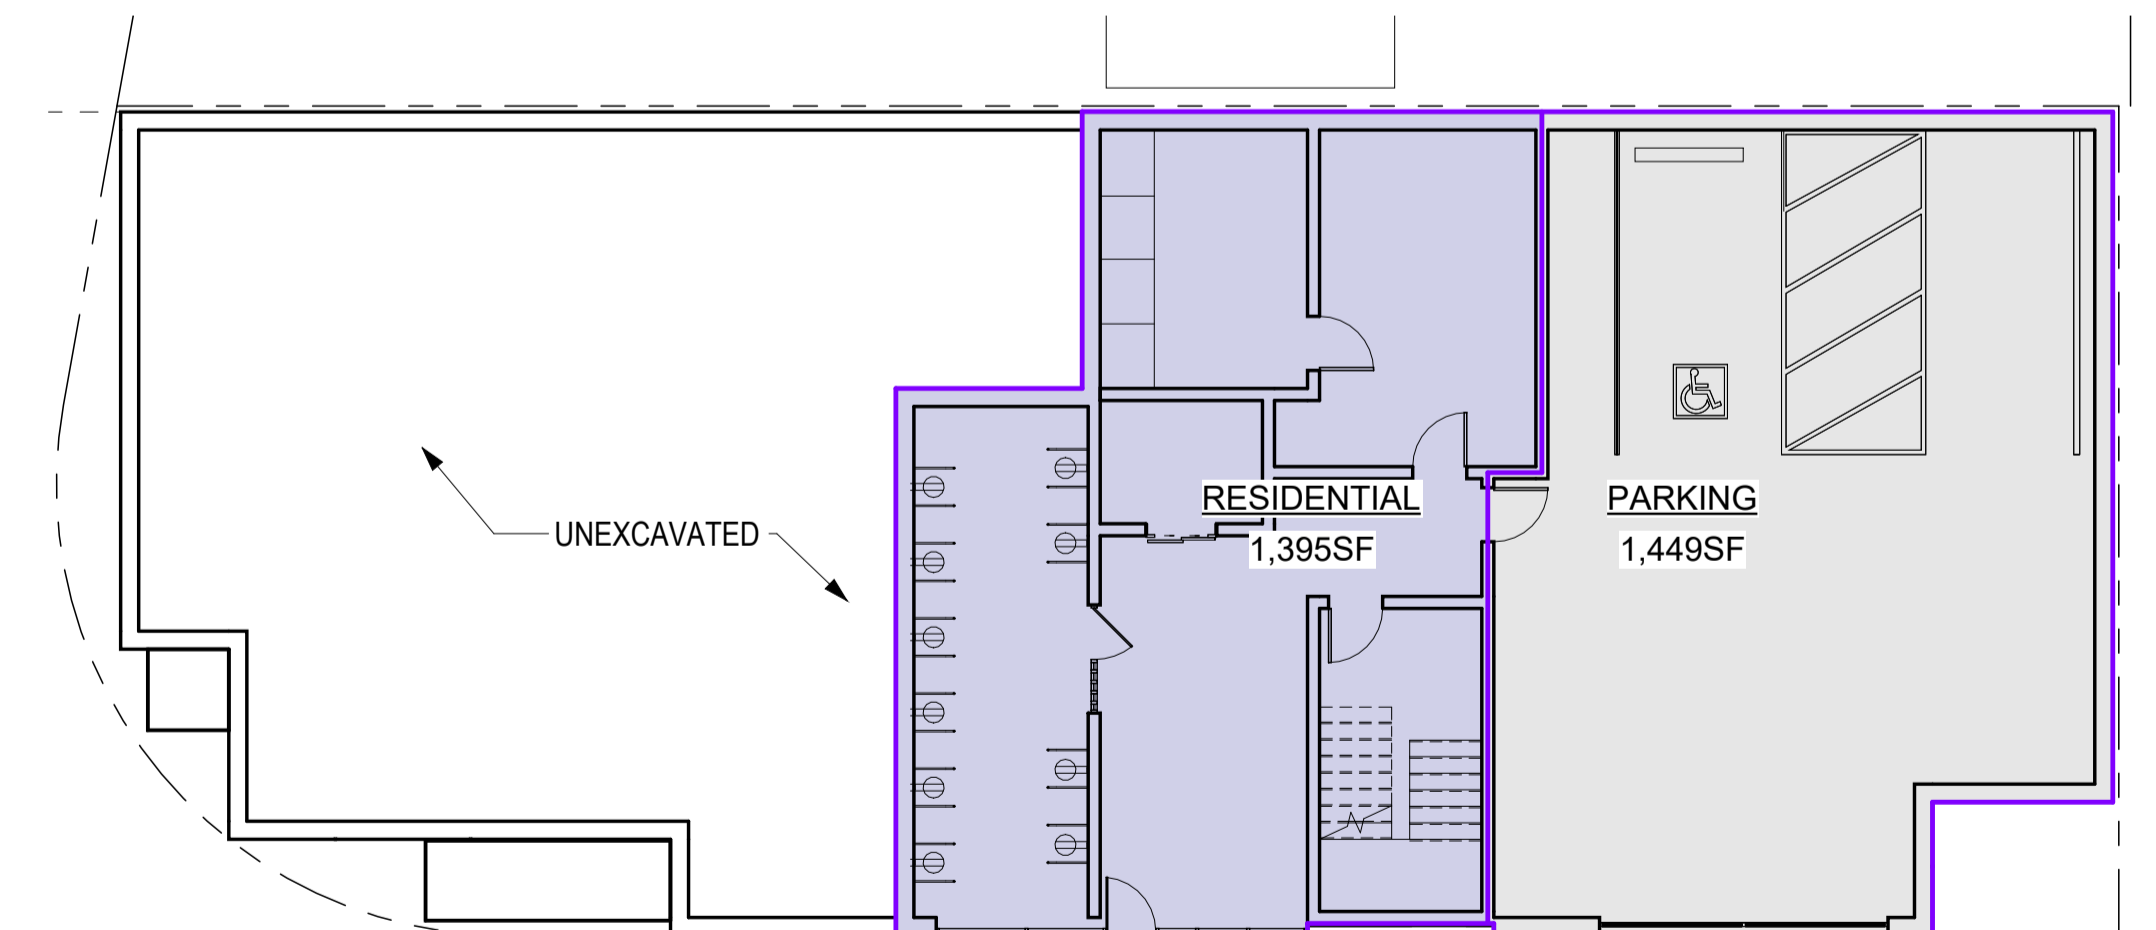 UNEXCAVATED
RESIDENTIAL
1,395SF
PARKING
1,449SF